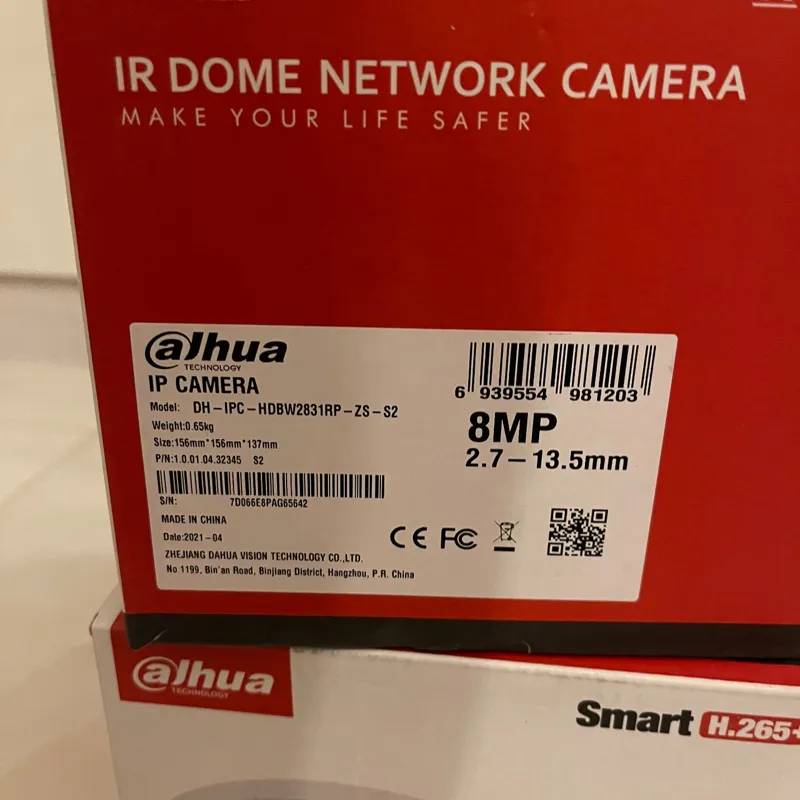 IR DOME NETWORK CAMERA
MAKE YOUR LIFE SAFER
alhua
TECHNOLOGY
IP CAMERA
Model: DH-IPC-HDBW2831RP-ZS-S2
Weight:0.65kg
Size:156mm*156mm*137mm
P/N:1.0.01.04.32345 S2
S/N: 7D066E8PAG65642
MADE IN CHINA
Date:2021-04
ZHEJIANG DAHUA VISION TECHNOLOGY CO.,LTD.
No.1199, Bin'an Road, Binjiang District, Hangzhou, P.R. China
6 939554 981203
8MP
2.7-13.5mm
CE FC
alhua
TECHNOLOGY
Smart H.265+